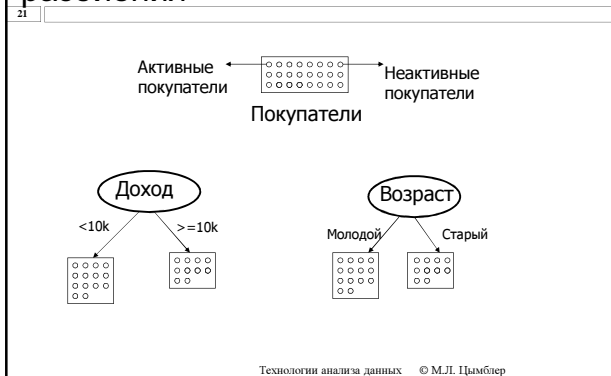 21
Активные
покупатели
Неактивные
покупатели
Покупатели
Доход
<10k
>=10k
Возраст
Молодой
Старый
Технологии анализа данных © М.Л. Цымблер